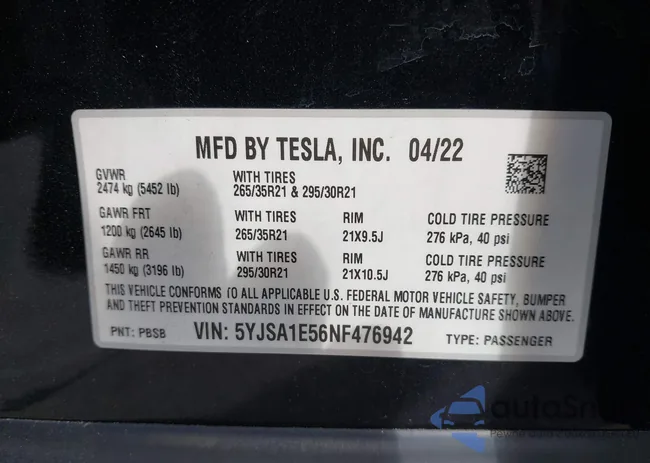 MFD BY TESLA, INC. 04/22
GVWR WITH TIRES
2474 kg (5452 lb) 265/35R21 & 295/30R21
GAWR FRT WITH TIRES RIM COLD TIRE PRESSURE
1200 kg (2645 lb) 265/35R21 21X9.5J 276 kPa, 40 psi
GAWR RR WITH TIRES RIM COLD TIRE PRESSURE
1450 kg (3196 lb) 295/30R21 21X10.5J 276 kPa, 40 psi
THIS VEHICLE CONFORMS TO ALL APPLICABLE U.S. FEDERAL MOTOR VEHICLE SAFETY, BUMPER
AND THEFT PREVENTION STANDARDS IN EFFECT ON THE DATE OF MANUFACTURE SHOWN ABOVE.
PNT: PBSB VIN: 5YJSA1E56NF476942 TYPE: PASSENGER